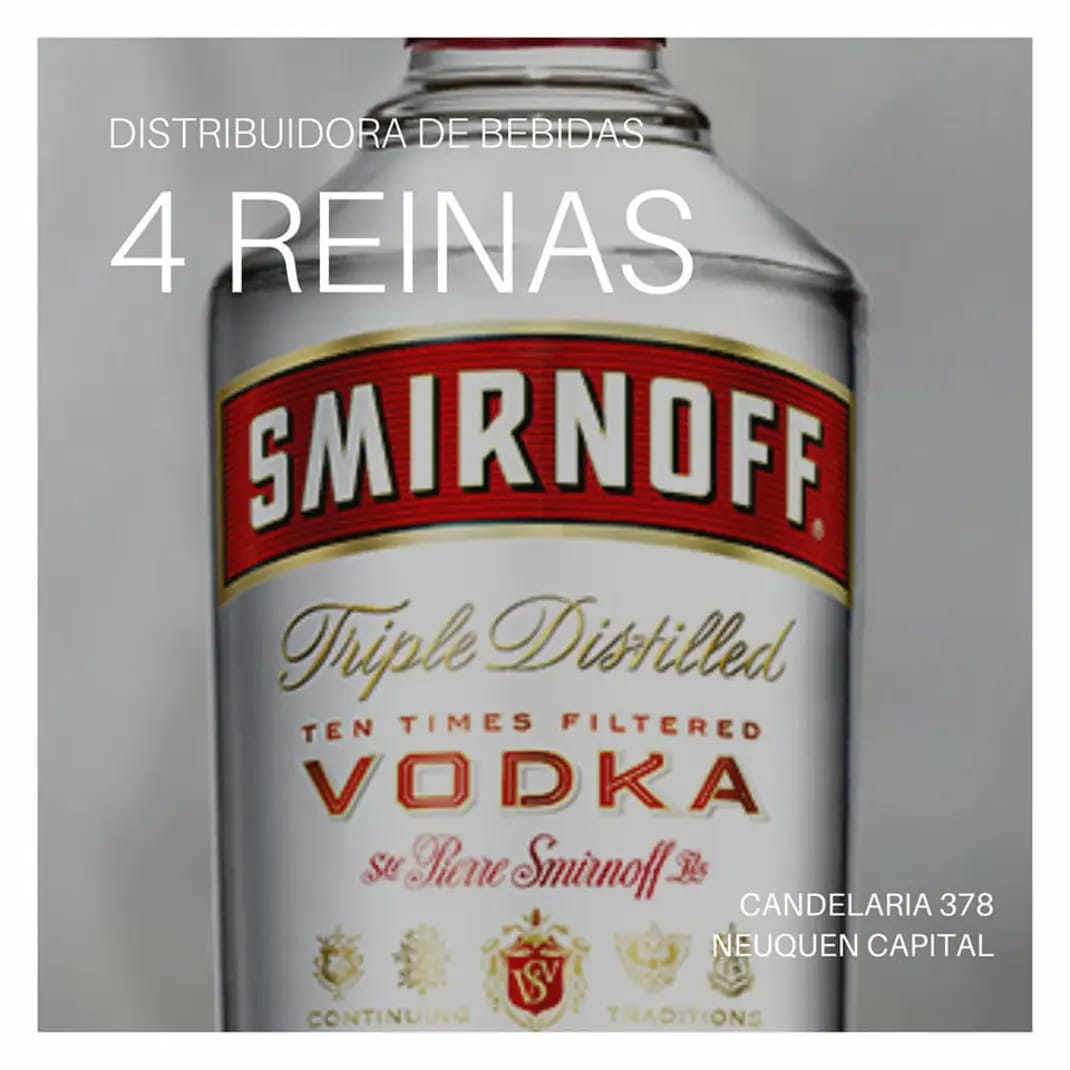 DISTRIBUIDORA DE BEBIDAS
4 REINAS
SMIRNOFF
Triple Distilled
TEN TIMES FILTERED
VODKA
Ste Pierre Smirnoff Fls
VSV
CONTINUING TRADITIONS
CANDELARIA 378
NEUQUEN CAPITAL